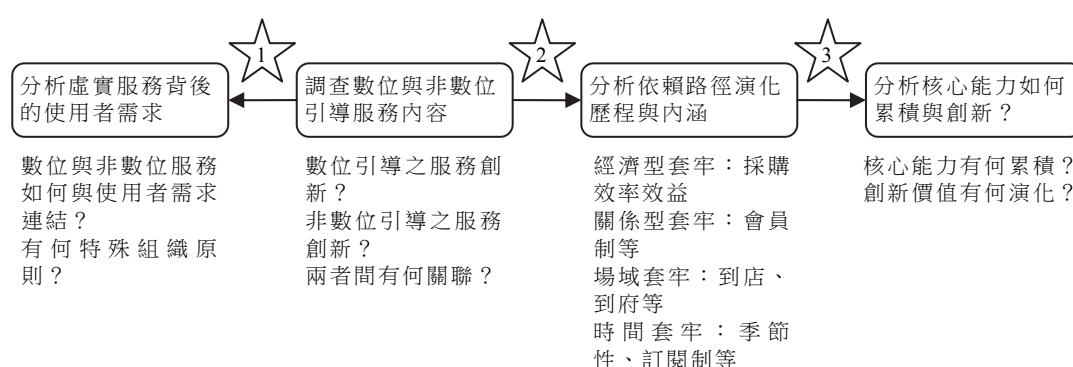 1
2
3
分析虛實服務背後
的使用者需求
調查數位與非數位
引導服務內容
分析依賴路徑演化
歷程與內涵
分析核心能力如何
累積與創新？
數位與非數位服務
如何與使用者需求
連結？
有何特殊組織原
則？
數位引導之服務創
新？
非數位引導之服務
創新？
兩者間有何關聯？
經濟型套牢：採購
效率效益
關係型套牢：會員
制等
場域套牢：到店、
到府等
時間套牢：季節
性、訂閱制等
核心能力有何累積？
創新價值有何演化？